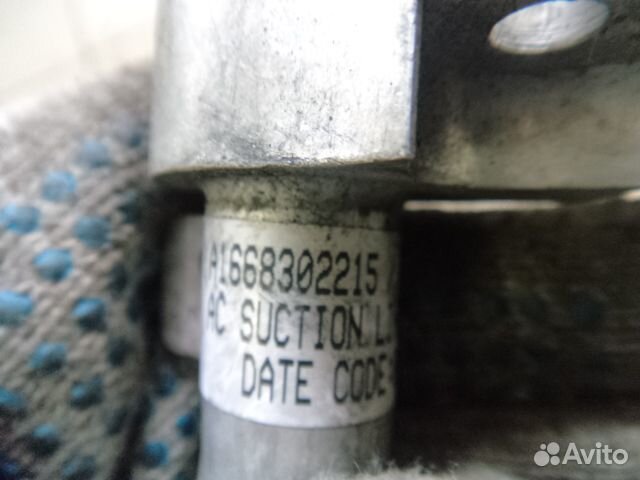 A1668302215
AC SUCTION
DATE CODE
Avito